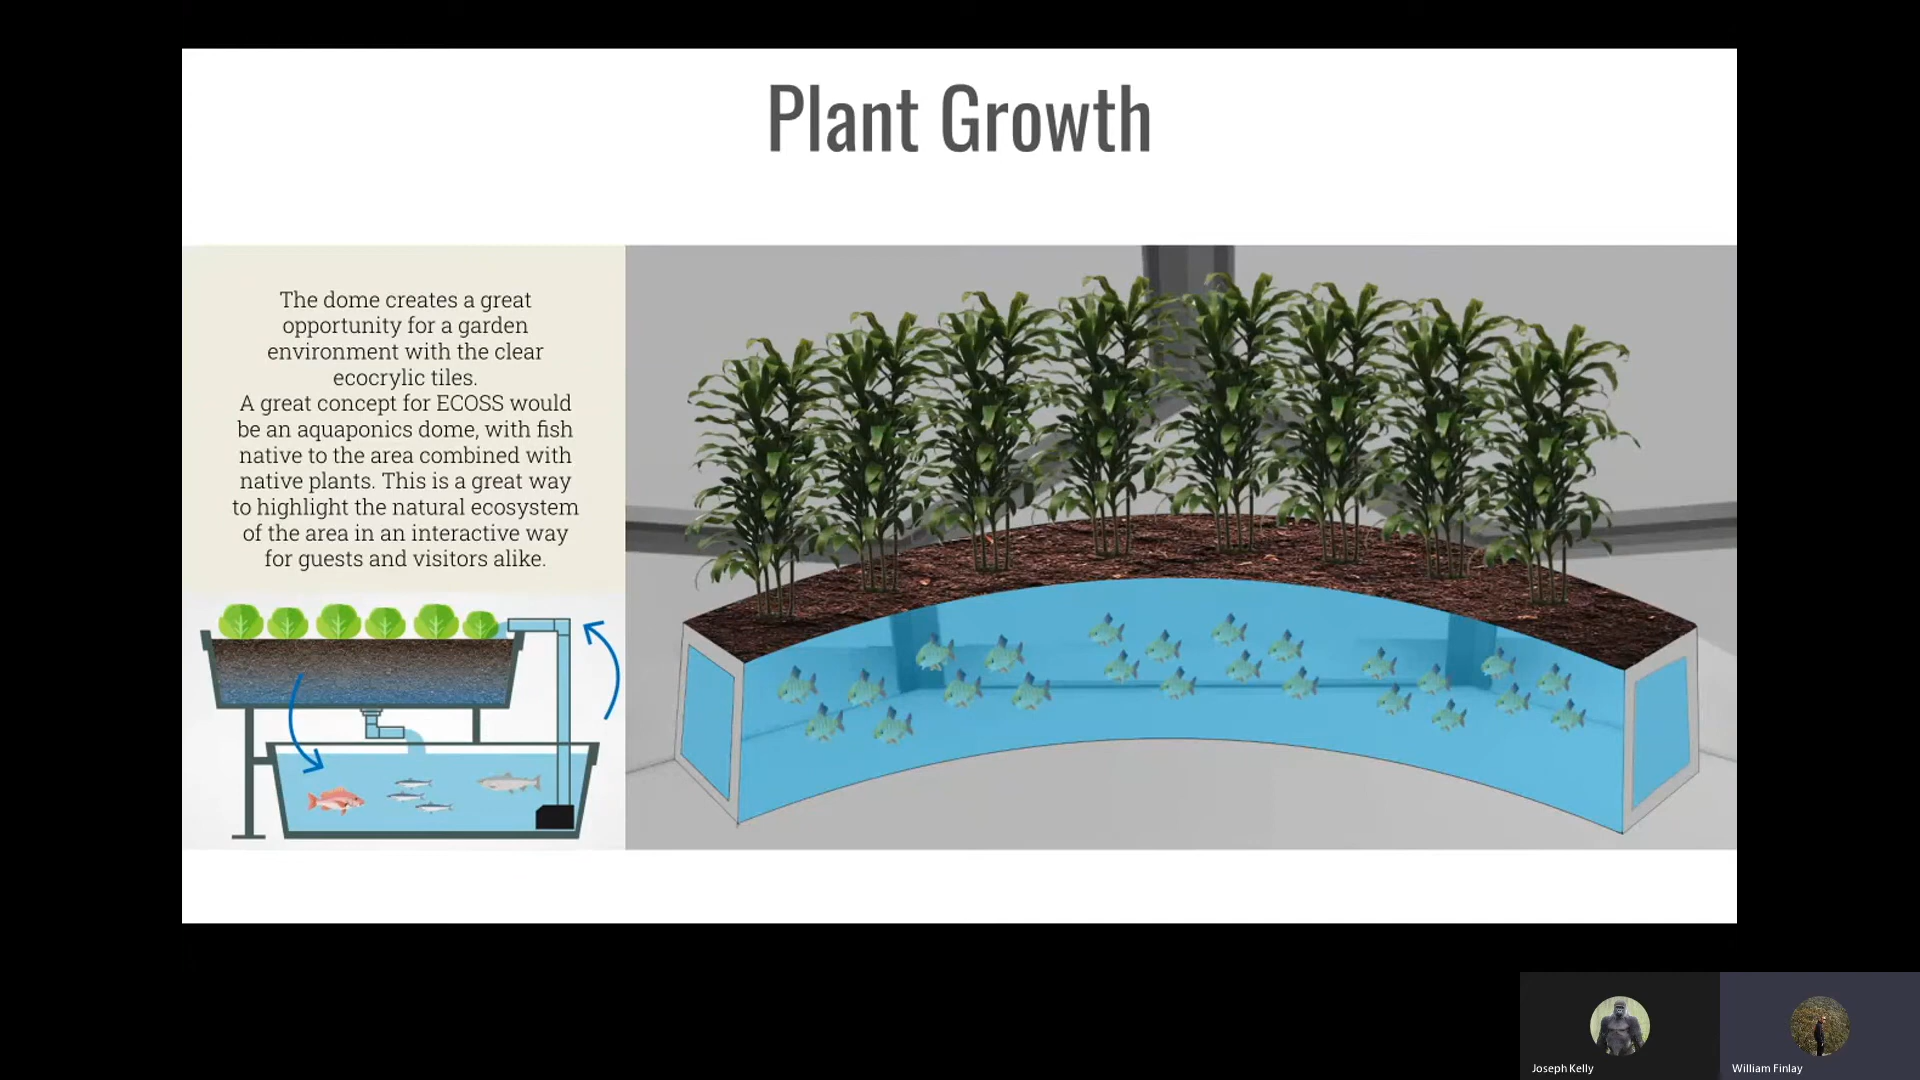 Plant Growth
The dome creates a great
opportunity for a garden
environment with the clear
ecocrylic tiles.
A great concept for ECOSS would
be an aquaponics dome, with fish
native to the area combined with
native plants. This is a great way
to highlight the natural ecosystem
of the area in an interactive way
for guests and visitors alike.
Joseph Kelly
William Finlay